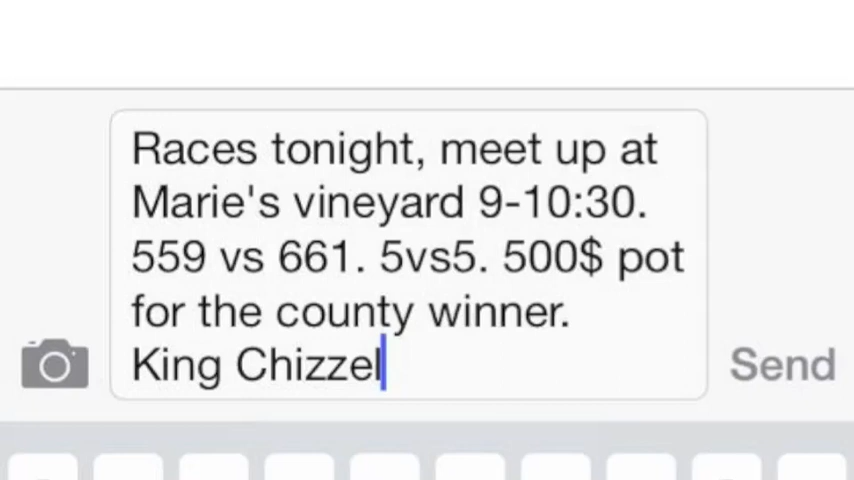 Races tonight, meet up at
Marie's vineyard 9-10:30.
559 vs 661. 5vs5. 500$ pot
for the county winner.
King Chizzel
Send